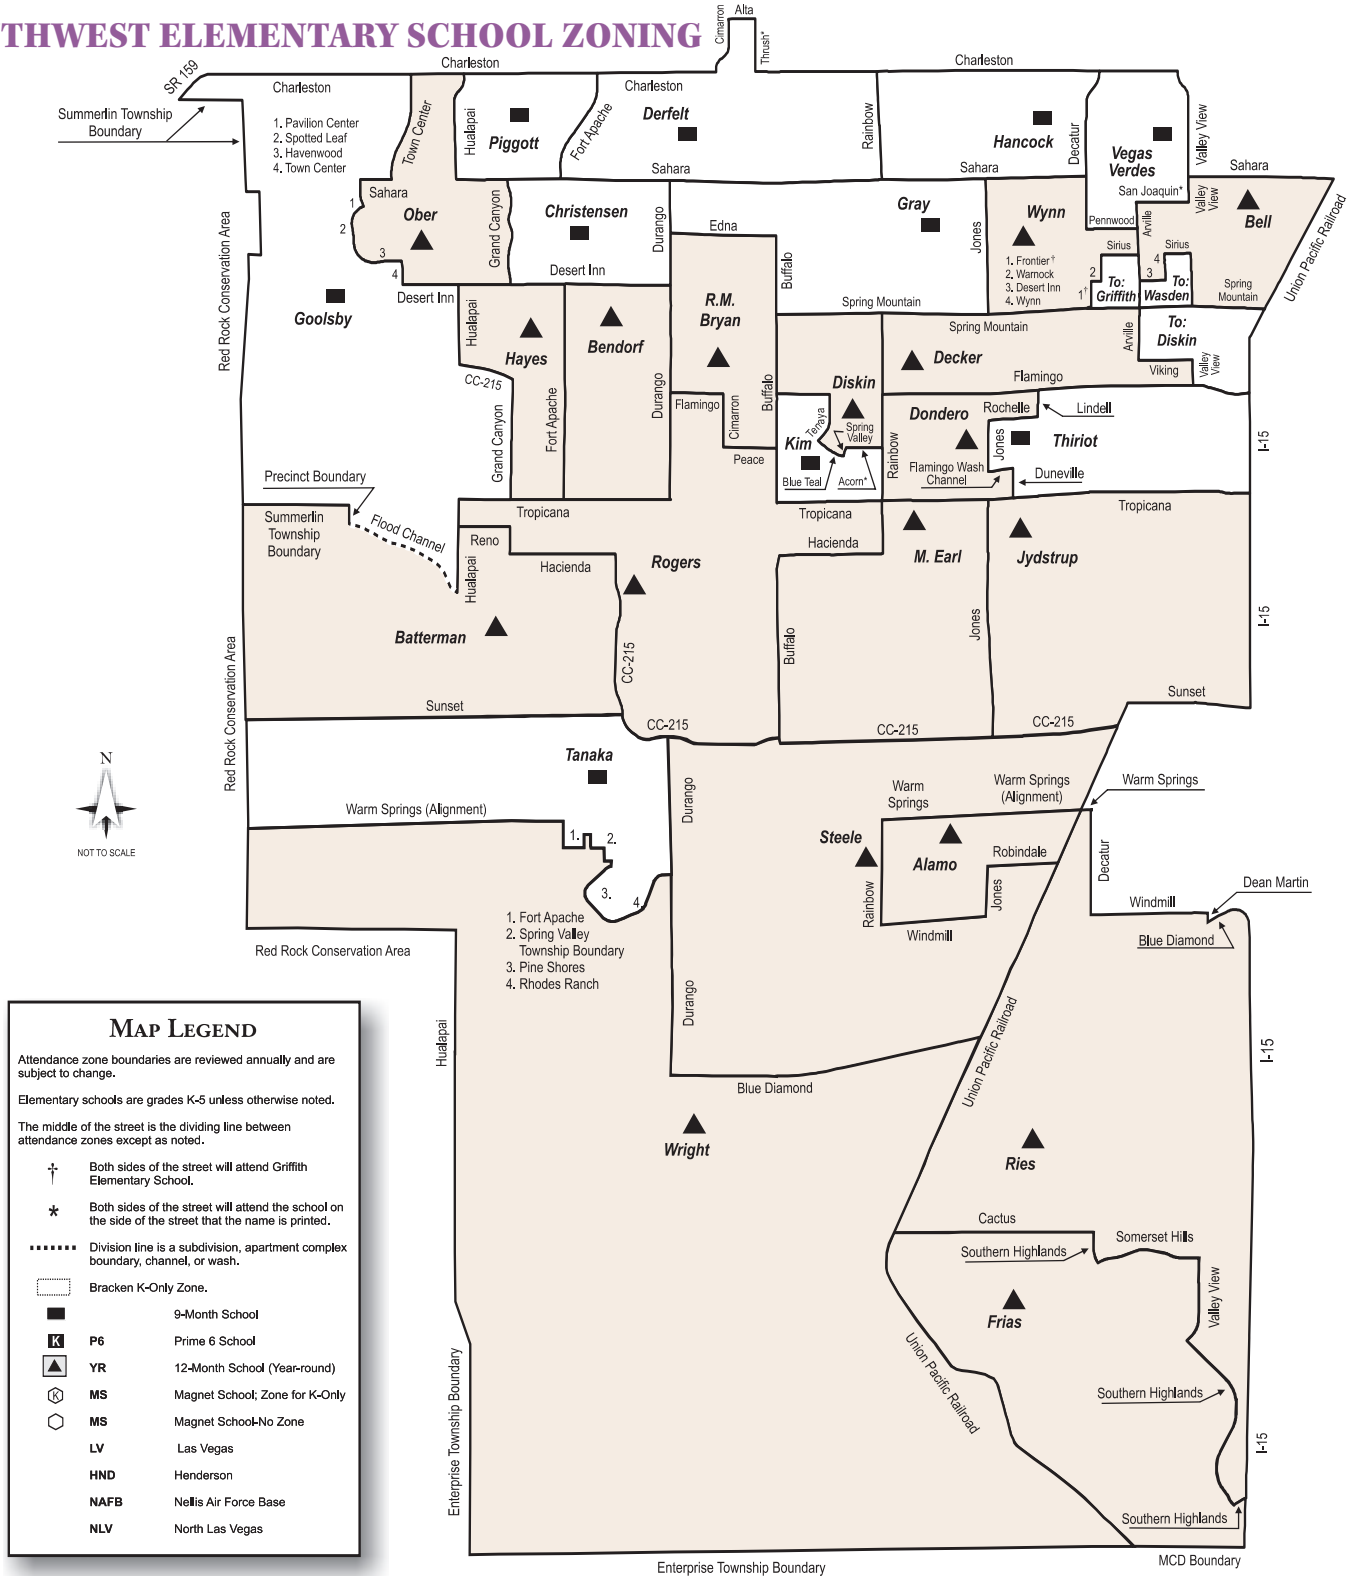 THWEST ELEMENTARY SCHOOL ZONING
Cimarron
Alta
Thrush*
SR 159
Charleston
Charleston
Charleston
Charleston
Summerlin Township
Boundary
1. Pavilion Center
2. Spotted Leaf
3. Havenwood
4. Town Center
Town Center
Hualapai
Piggott
Fort Apache
Derfelt
Rainbow
Hancock
Decatur
Vegas
Verdes
Valley View
Sahara
Sahara
Sahara
Sahara
San Joaquin*
1
2
3
4
Ober
Grand Canyon
Christensen
Durango
Edna
Gray
Jones
Wynn
Pennwood
Arville
Valley
View
Bell
Union Pacific Railroad
Red Rock Conservation Area
Desert Inn
Desert Inn
Buffalo
1. Frontier†
2. Warnock
3. Desert Inn
4. Wynn
Sirius
Sirius
2
1†
4
3
To:
Griffith
To:
Wasden
Spring
Mountain
Goolsby
Hualapai
Hayes
Bendorf
R.M.
Bryan
Spring Mountain
Spring Mountain
Arville
To:
Diskin
Valley
View
Viking
CC-215
Grand Canyon
Fort Apache
Durango
Buffalo
Diskin
Decker
Flamingo
Flamingo
Cimarron
Peace
Kim
Terraya
Spring
Valley
Blue Teal
Acorn*
Rainbow
Dondero
Rochelle
Lindell
Jones
Thiriot
Flamingo Wash
Channel
Duneville
I-15
Precinct Boundary
Summerlin
Township
Boundary
Flood Channel
Tropicana
Tropicana
Tropicana
Reno
Hualapai
Hacienda
Hacienda
Rogers
M. Earl
Jydstrup
Batterman
CC-215
Buffalo
Jones
I-15
Red Rock Conservation Area
Sunset
Sunset
CC-215
CC-215
CC-215
N
NOT TO SCALE
Tanaka
Durango
Warm Springs (Alignment)
Warm
Springs
Warm Springs
(Alignment)
Warm Springs
1.
2.
3.
4.
Steele
Alamo
Robindale
Rainbow
Jones
Windmill
Decatur
Windmill
Dean Martin
Blue Diamond
1. Fort Apache
2. Spring Valley
Township Boundary
3. Pine Shores
4. Rhodes Ranch
Red Rock Conservation Area
Durango
Hualapai
Union Pacific Railroad
I-15
Blue Diamond
Wright
Ries
Cactus
Southern Highlands
Somerset Hills
Valley View
Frias
Union Pacific Railroad
Southern Highlands
I-15
Southern Highlands
Enterprise Township Boundary
Enterprise Township Boundary
MCD Boundary
MAP LEGEND
Attendance zone boundaries are reviewed annually and are
subject to change.
Elementary schools are grades K-5 unless otherwise noted.
The middle of the street is the dividing line between
attendance zones except as noted.
† Both sides of the street will attend Griffith
Elementary School.
* Both sides of the street will attend the school on
the side of the street that the name is printed.
Division line is a subdivision, apartment complex
boundary, channel, or wash.
Bracken K-Only Zone.
9-Month School
K P6 Prime 6 School
YR 12-Month School (Year-round)
K MS Magnet School; Zone for K-Only
MS Magnet School-No Zone
LV Las Vegas
HND Henderson
NAFB Nellis Air Force Base
NLV North Las Vegas